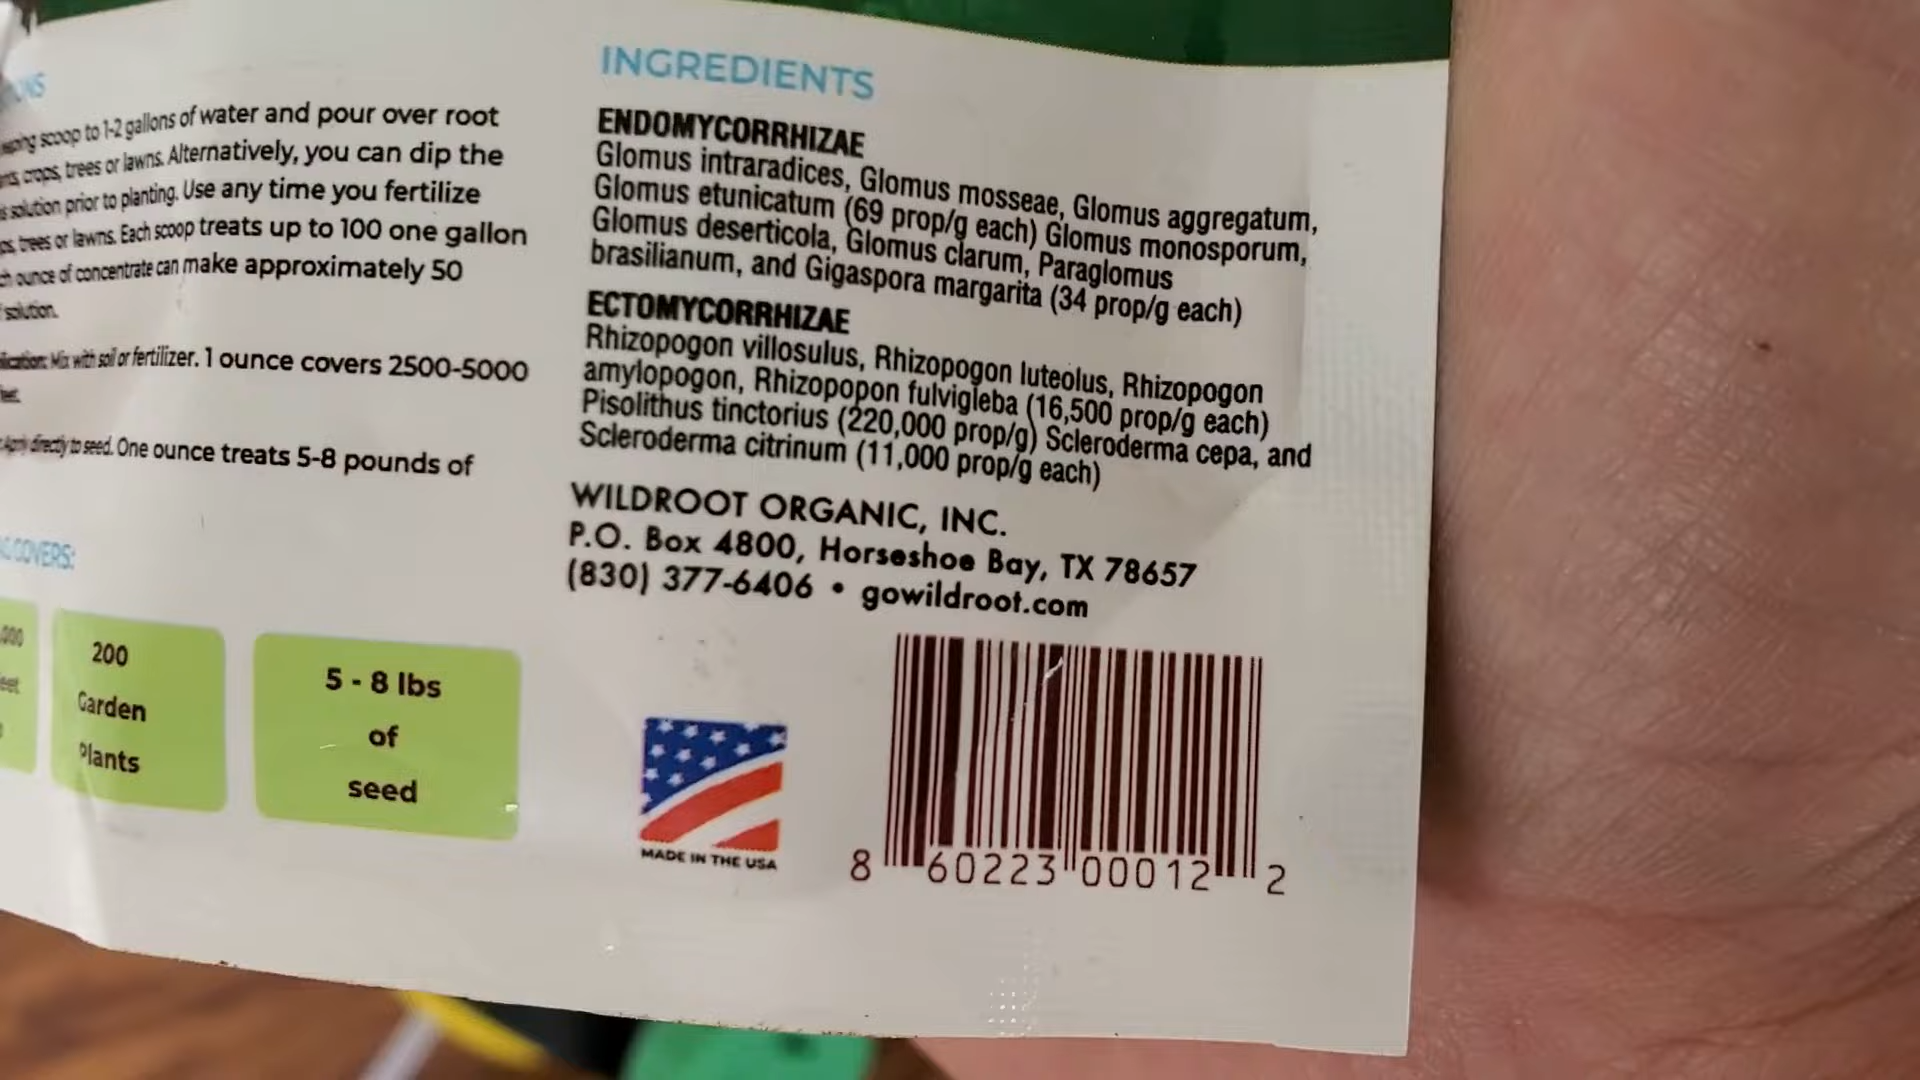 scoop to 1-2 gallons of water and pour over root
crops, trees or lawns. Alternatively, you can dip the
solution prior to planting. Use any time you fertilize
trees or lawns. Each scoop treats up to 100 one gallon
ounce of concentrate can make approximately 50
solution.
Mix with soil or fertilizer. 1 ounce covers 2500-5000
Apply directly to seed. One ounce treats 5-8 pounds of
COVERS:
200
Garden
Plants
5 - 8 lbs
of
seed
INGREDIENTS
ENDOMYCORRHIZAE
Glomus intraradices, Glomus mosseae, Glomus aggregatum,
Glomus etunicatum (69 prop/g each) Glomus monosporum,
Glomus deserticola, Glomus clarum, Paraglomus
brasilianum, and Gigaspora margarita (34 prop/g each)
ECTOMYCORRHIZAE
Rhizopogon villosulus, Rhizopogon luteolus, Rhizopogon
amylopogon, Rhizopopon fulvigleba (16,500 prop/g each)
Pisolithus tinctorius (220,000 prop/g) Scleroderma cepa, and
Scleroderma citrinum (11,000 prop/g each)
WILDROOT ORGANIC, INC.
P.O. Box 4800, Horseshoe Bay, TX 78657
(830) 377-6406 • gowildroot.com
MADE IN THE USA
8 60223 00012 2